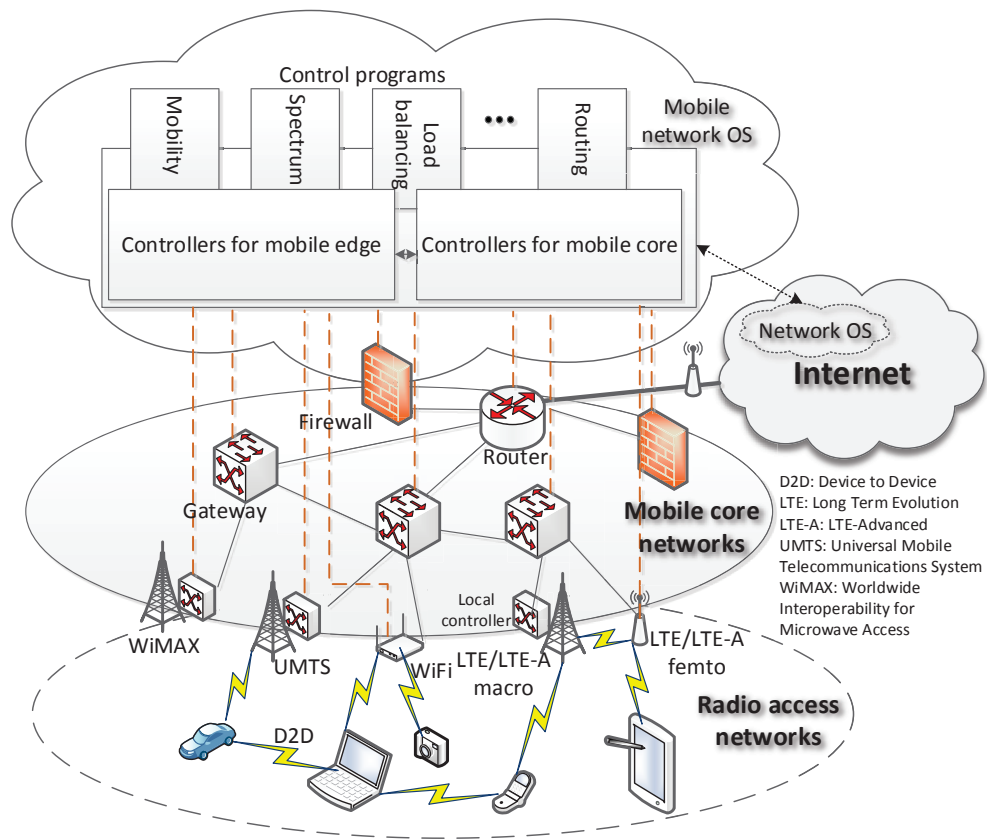 Control programs
Mobility
Spectrum
Load
balancing
•••
Routing
Mobile
network OS
Controllers for mobile edge
Controllers for mobile core
Network OS
Internet
Firewall
Router
Gateway
Mobile core
networks
D2D: Device to Device
LTE: Long Term Evolution
LTE-A: LTE-Advanced
UMTS: Universal Mobile
Telecommunications System
WiMAX: Worldwide
Interoperability for
Microwave Access
Local
controller
WiMAX
UMTS
WiFi
LTE/LTE-A
macro
LTE/LTE-A
femto
Radio access
networks
D2D